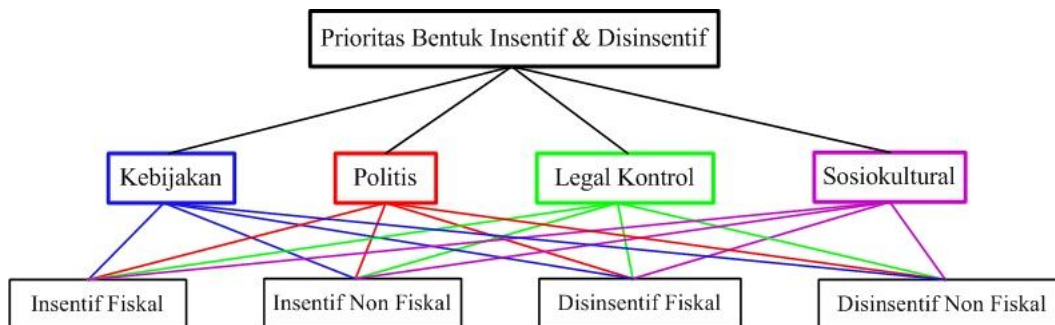 Prioritas Bentuk Insentif & Disinsentif
Kebijakan
Politis
Legal Kontrol
Sosiokultural
Insentif Fiskal
Insentif Non Fiskal
Disinsentif Fiskal
Disinsentif Non Fiskal